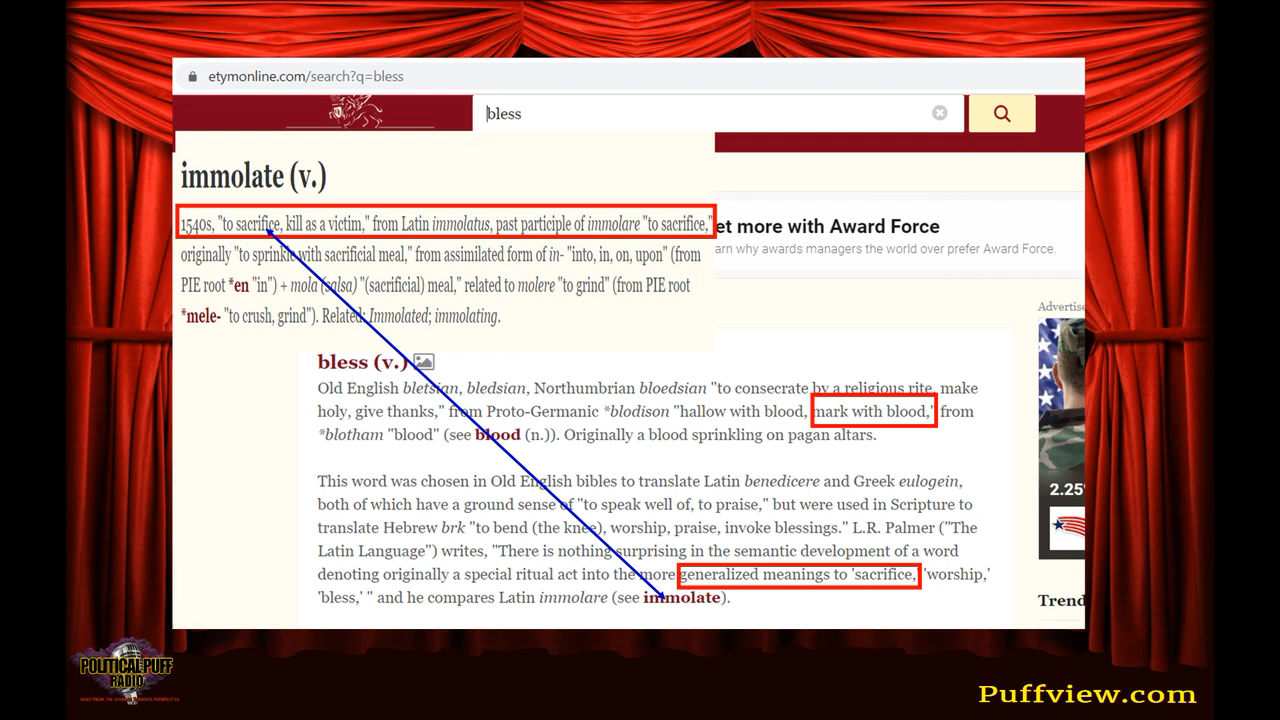 etymonline.com/search?q=bless
bless
immolate (v.)
1540s, "to sacrifice, kill as a victim," from Latin immolatus, past participle of immolare "to sacrifice,"
originally "to sprinkle with sacrificial meal," from assimilated form of in- "into, in, on, upon" (from
PIE root *en "in") + mola (salsa) "(sacrificial) meal," related to molere "to grind" (from PIE root
*mele- "to crush, grind"). Related: Immolated; immolating.
et more with Award Force
arn why awards managers the world over prefer Award Force.
Advertise
bless (v.)
Old English bletsian, bledsian, Northumbrian bloedsian "to consecrate by a religious rite, make
holy, give thanks," from Proto-Germanic *blodison "hallow with blood, mark with blood," from
*blotham "blood" (see blood (n.)). Originally a blood sprinkling on pagan altars.
This word was chosen in Old English bibles to translate Latin benedicere and Greek eulogein,
both of which have a ground sense of "to speak well of, to praise," but were used in Scripture to
translate Hebrew brk "to bend (the knee), worship, praise, invoke blessings." L.R. Palmer ("The
Latin Language") writes, "There is nothing surprising in the semantic development of a word
denoting originally a special ritual act into the more generalized meanings to 'sacrifice,' 'worship,'
'bless,' " and he compares Latin immolare (see immolate).
2.25
Trend
POLITICAL PUFF
RADIO
Puffview.com